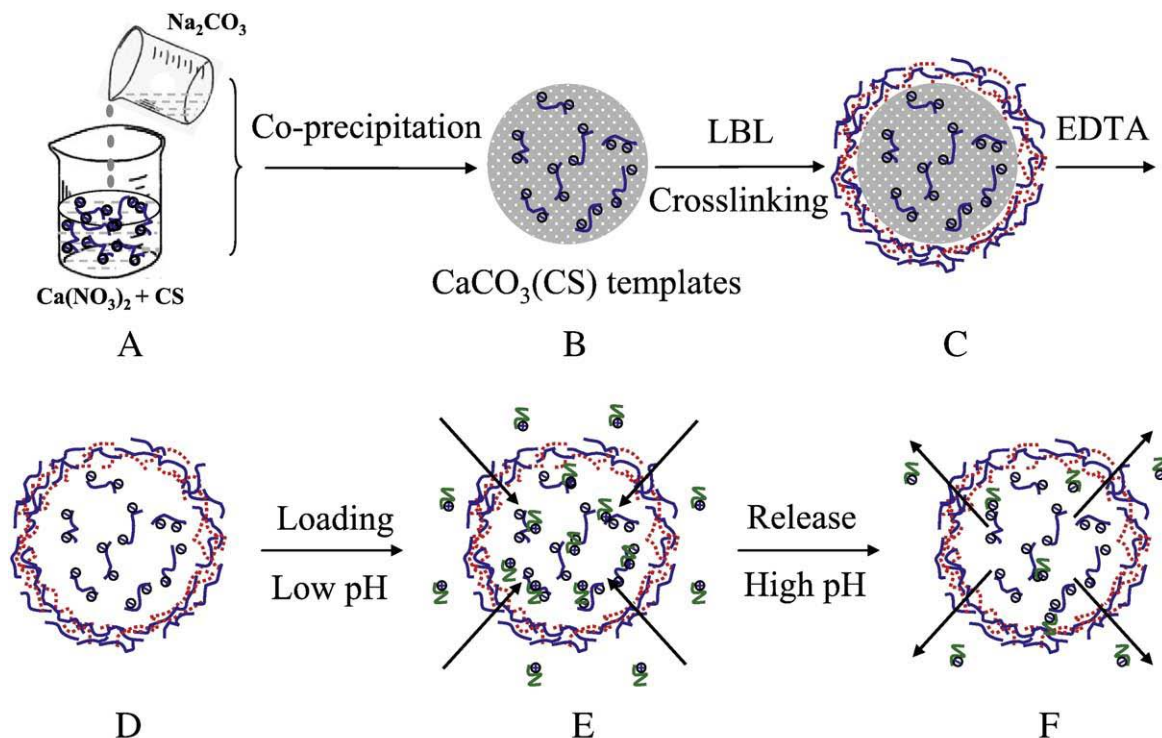 Na₂CO₃
Ca(NO₃)₂ + CS
A
Co-precipitation
CaCO₃(CS) templates
B
LBL
Crosslinking
C
EDTA
D
Loading
Low pH
E
Release
High pH
F